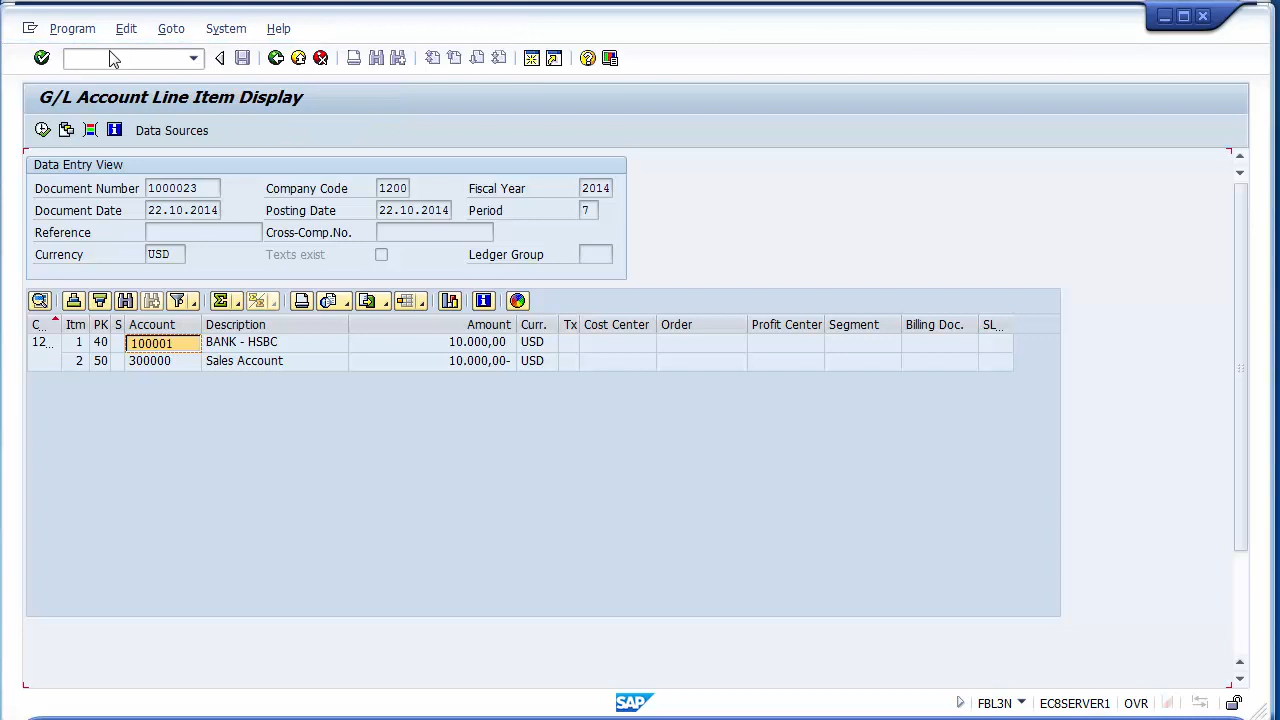 Program Edit Goto System Help
G/L Account Line Item Display
Data Sources
Data Entry View
Document Number 1000023 Company Code 1200 Fiscal Year 2014
Document Date 22.10.2014 Posting Date 22.10.2014 Period 7
Reference Cross-Comp.No.
Currency USD Texts exist Ledger Group
C... Itm PK S Account Description Amount Curr. Tx Cost Center Order Profit Center Segment Billing Doc. SL...
12... 1 40 100001 BANK - HSBC 10.000,00 USD
2 50 300000 Sales Account 10.000,00- USD
SAP FBL3N EC8SERVER1 OVR